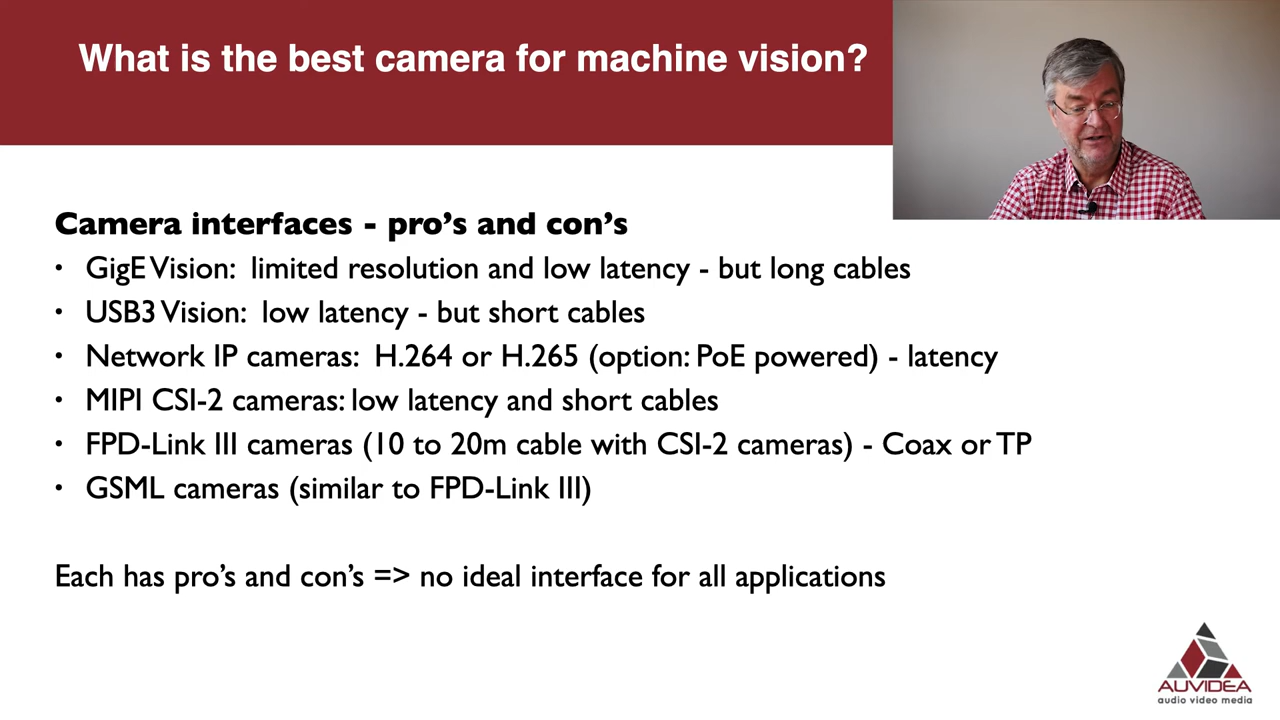 What is the best camera for machine vision?
Camera interfaces - pro's and con's
• GigE Vision: limited resolution and low latency - but long cables
• USB3 Vision: low latency - but short cables
• Network IP cameras: H.264 or H.265 (option: PoE powered) - latency
• MIPI CSI-2 cameras: low latency and short cables
• FPD-Link III cameras (10 to 20m cable with CSI-2 cameras) - Coax or TP
• GSML cameras (similar to FPD-Link III)
Each has pro's and con's => no ideal interface for all applications
AUVIDEA
audio video media